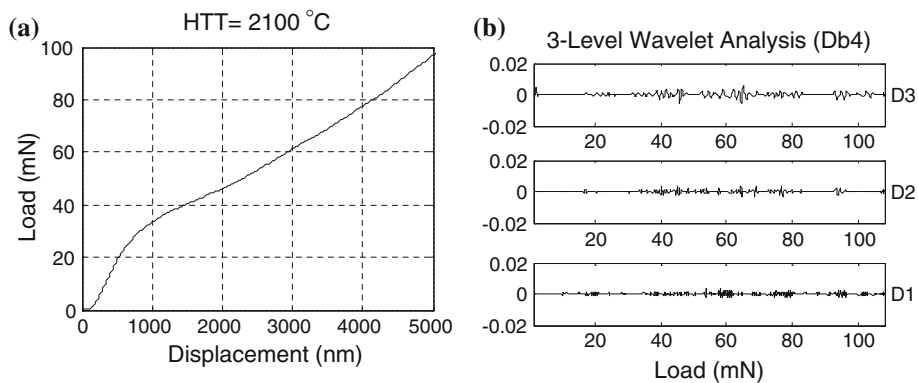 (a)
HTT= 2100 °C
100
80
60
40
20
0
Load (mN)
0 1000 2000 3000 4000 5000
Displacement (nm)
(b)
3-Level Wavelet Analysis (Db4)
0.02
0
-0.02
D3
20 40 60 80 100
0.02
0
-0.02
D2
20 40 60 80 100
0.02
0
-0.02
D1
20 40 60 80 100
Load (mN)